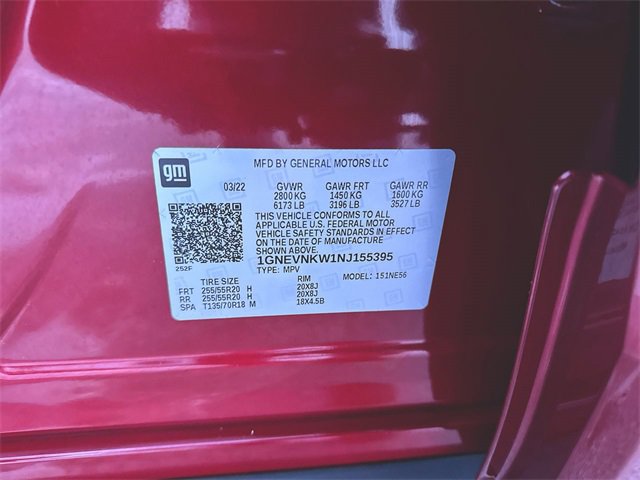 gm
MFD BY GENERAL MOTORS LLC
03/22 GVWR GAWR FRT GAWR RR
2800 KG 1450 KG 1600 KG
6173 LB 3196 LB 3527 LB
THIS VEHICLE CONFORMS TO ALL
APPLICABLE U.S. FEDERAL MOTOR
VEHICLE SAFETY STANDARDS IN EFFECT
ON THE DATE OF MANUFACTURE
SHOWN ABOVE.
1GNEVNKW1NJ155395
252F TYPE: MPV MODEL: 151NE56
TIRE SIZE RIM
FRT 255/55R20 H 20X8J
RR 255/55R20 H 20X8J
SPA T135/70R18 M 18X4.5B